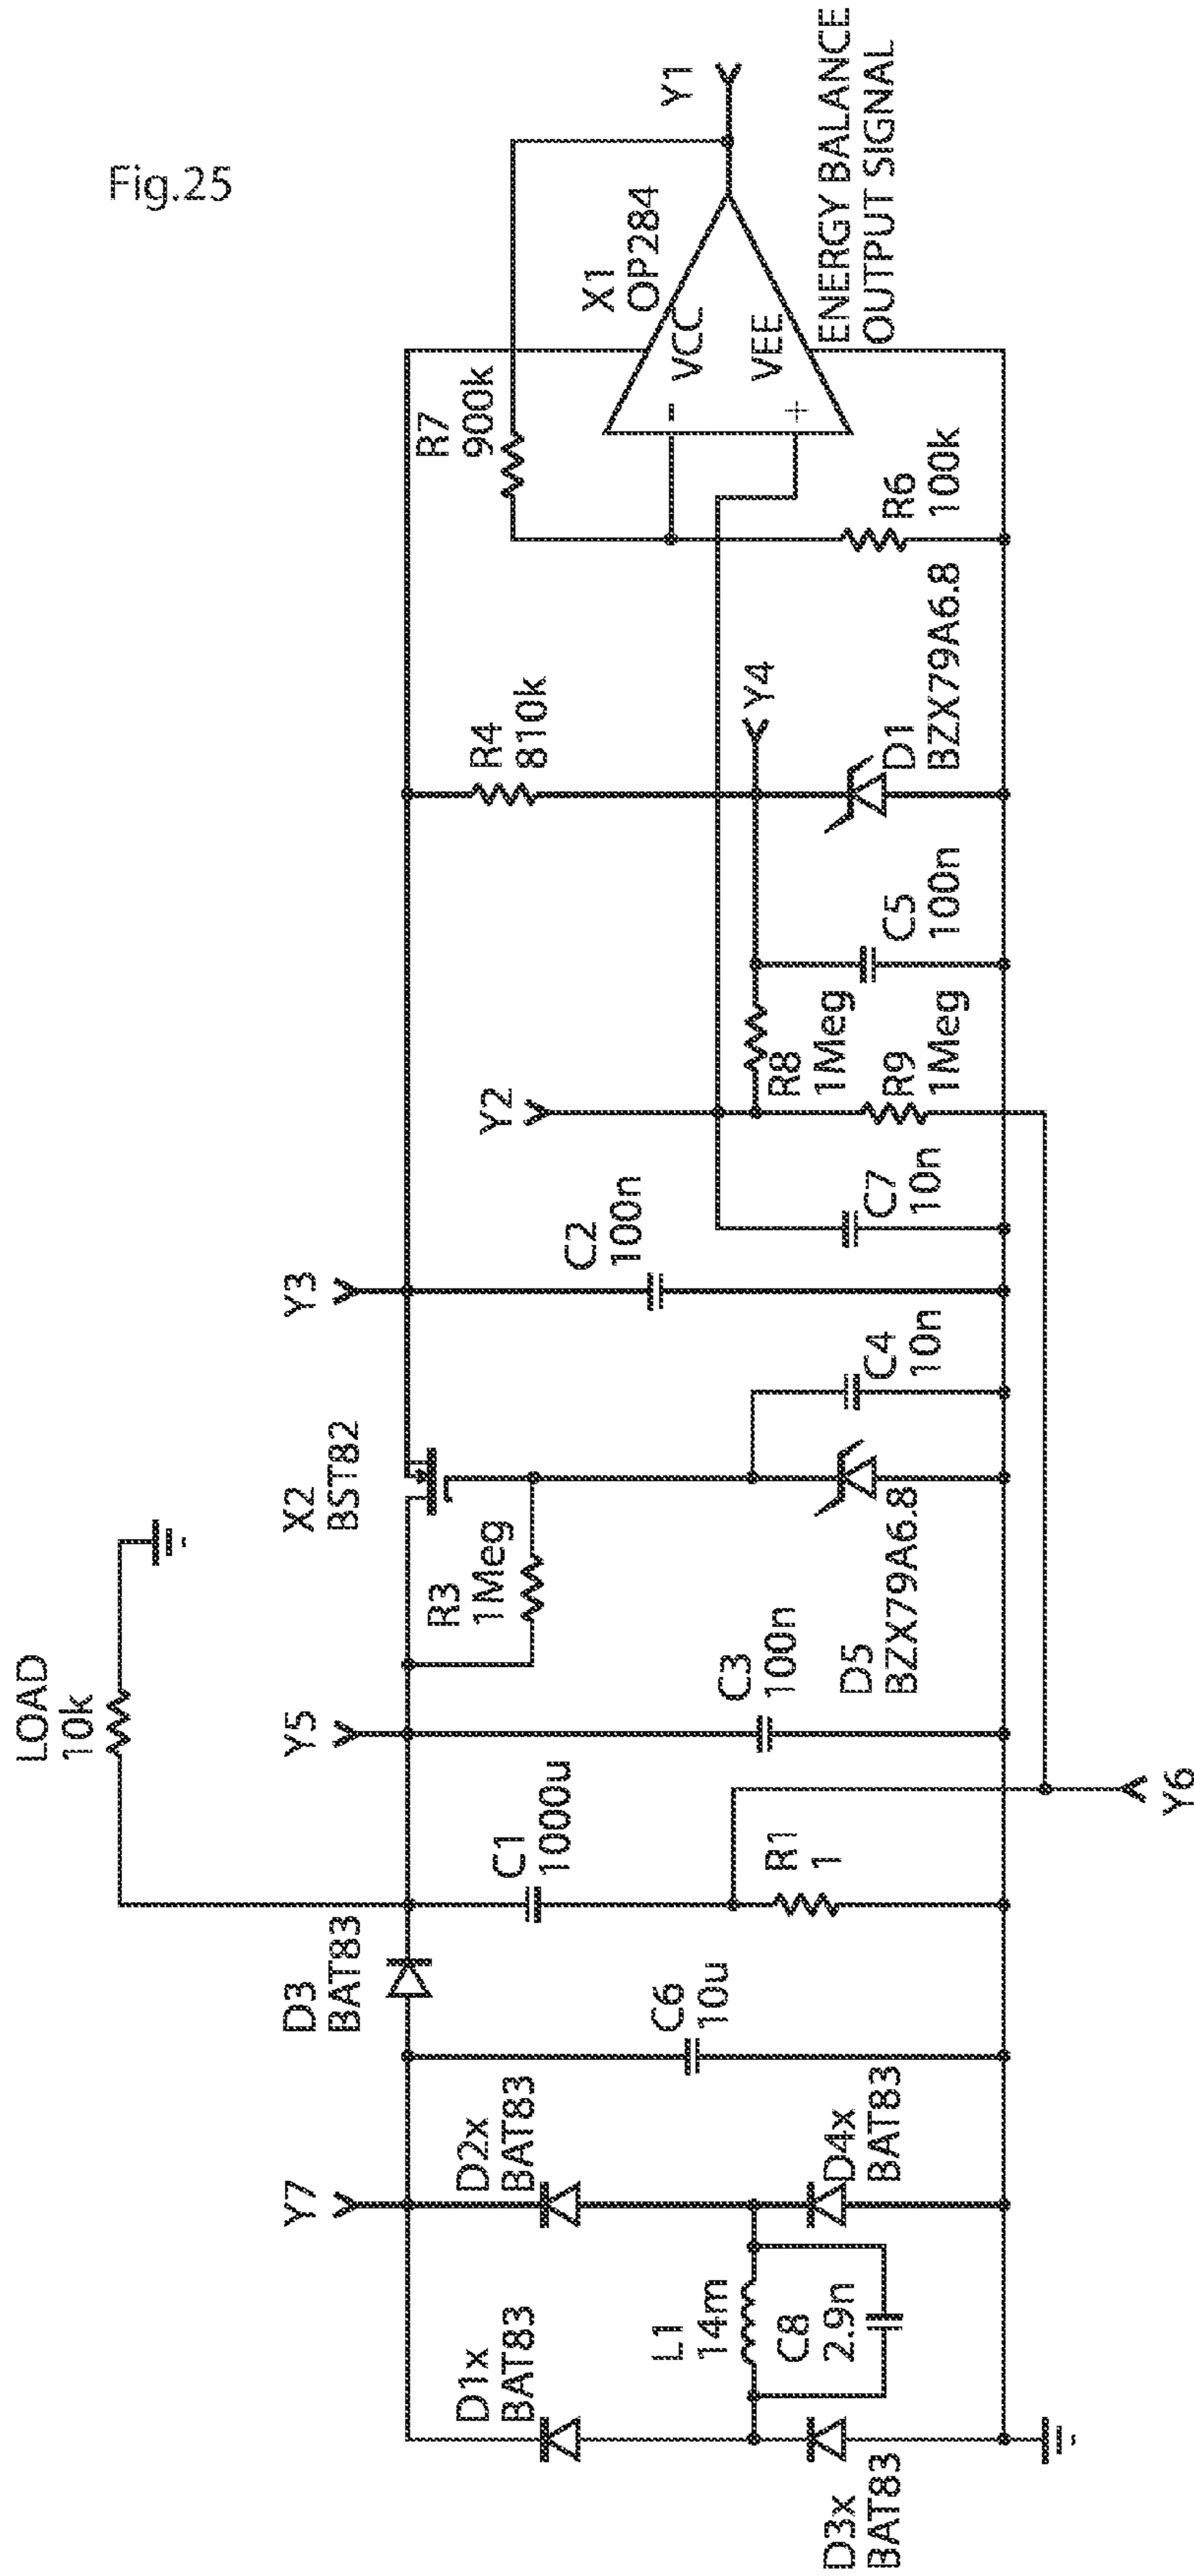 Fig.25
LOAD
10k
D3
BAT83
Y7
Y5
X2
BST82
Y3
Y2
R4
810k
R7
900k
X1
OP284
Y1
D1x
BAT83
D2x
BAT83
C6
10u
C1
1000u
R3
1Meg
C2
100n
Y4
VCC
VEE
-
+
L1
14m
C8
2.9n
R1
1
C3
100n
D3x
BAT83
D4x
BAT83
D5
BZX79A6.8
C4
10n
C7
10n
R8
1Meg
R9
1Meg
C5
100n
D1
BZX79A6.8
R6
100k
ENERGY BALANCE
OUTPUT SIGNAL
Y6